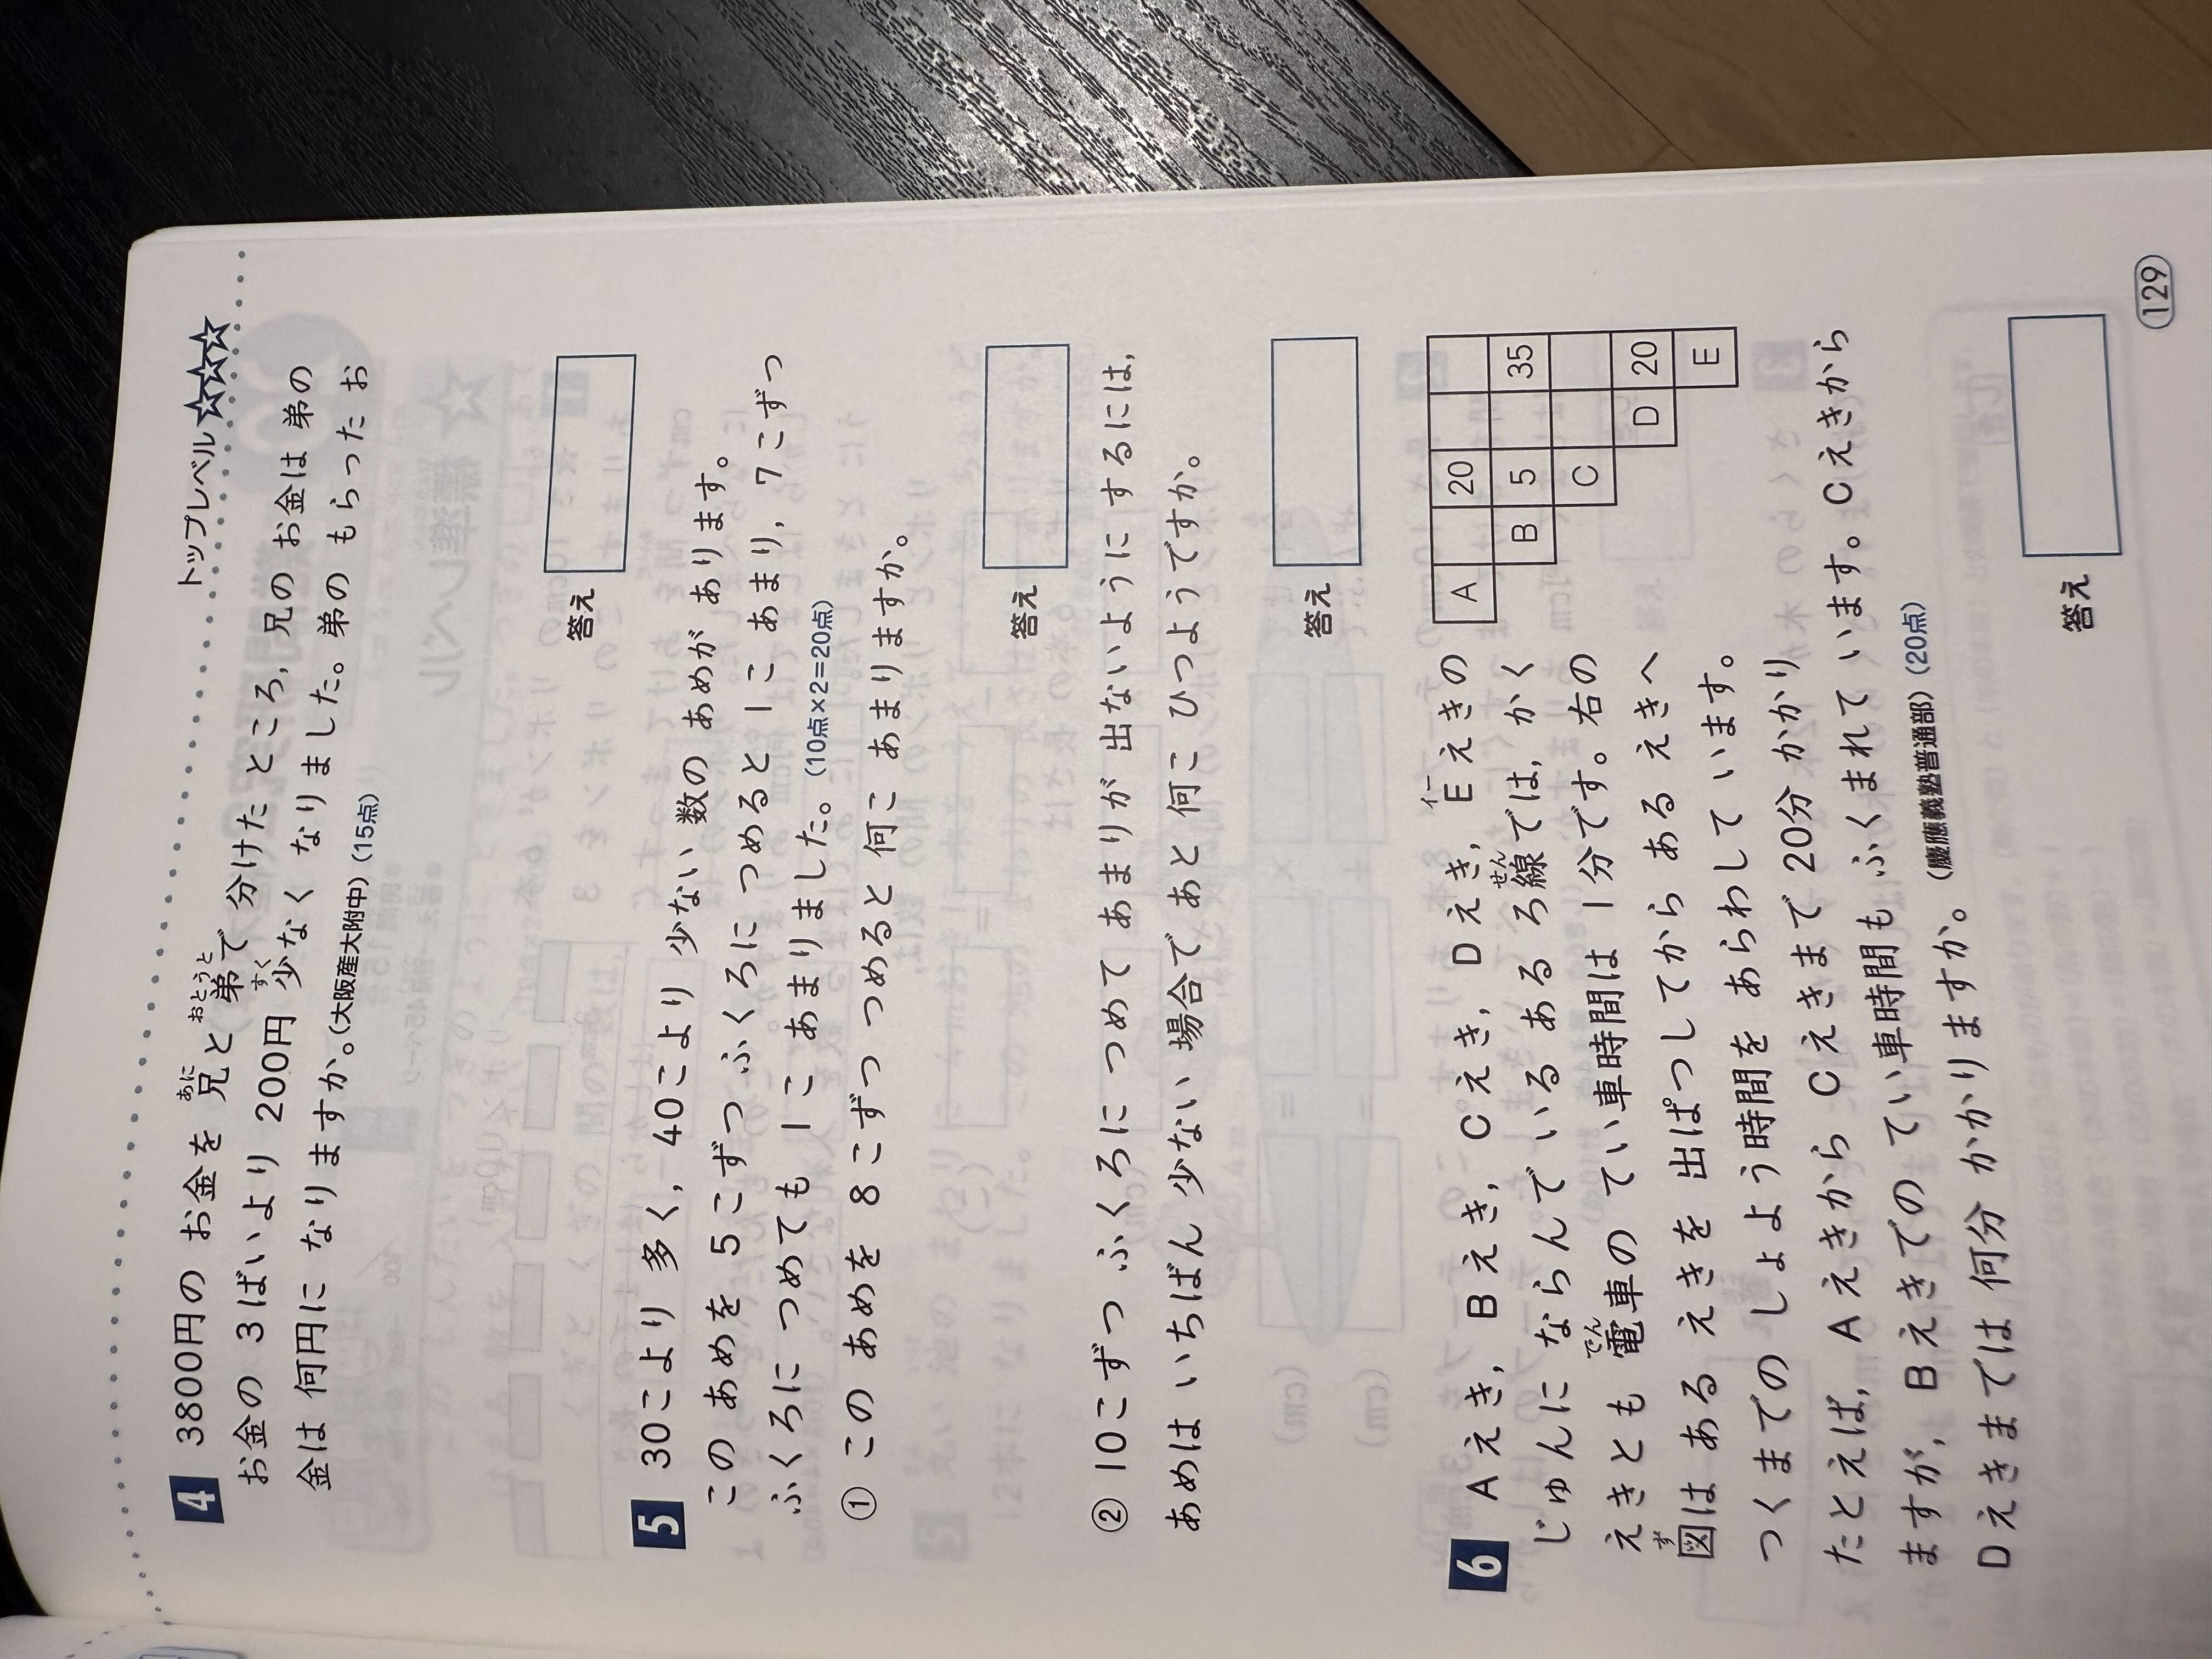 トップレベル☆☆☆
4 3800円の お金を 兄と 弟で 分けた ところ, 兄の お金は 弟の
お金の 3ばいより 200円 少なく なりました。弟の もらった お
金は 何円に なりますか。(大阪産大附中)(15点)
答え
5 30こより 多く, 40こより 少ない 数の あめが あります。
この あめを 5こずつ ふくろに つめると 1こ あまり, 7こずつ
ふくろに つめても 1こ あまりました。(10点×2=20点)
① この あめを 8こずつ つめると 何こ あまりますか。
答え
② 10こずつ ふくろに つめて あまりが 出ないように するには,
あめは いちばん 少ない 場合で あと 何こ ひつようですか。
答え
6 Aえき, Bえき, Cえき, Dえき, Eえきの
じゅんに ならんで いる ある ろ線では, かく
えきとも 電車の てい車時間は 1分です。右の
図は ある えきを 出ぱつしてから ある えきへ
つくまでの しょよう時間を あらわして います。
たとえば, Aえきから Cえきまで 20分 かかり
ますが, Bえきでの てい車時間も ふくまれて います。Cえきから
Dえきまでは 何分 かかりますか。(慶應義塾普通部)(20点)
A 20
B 5 35
C
D 20
E
答え
129